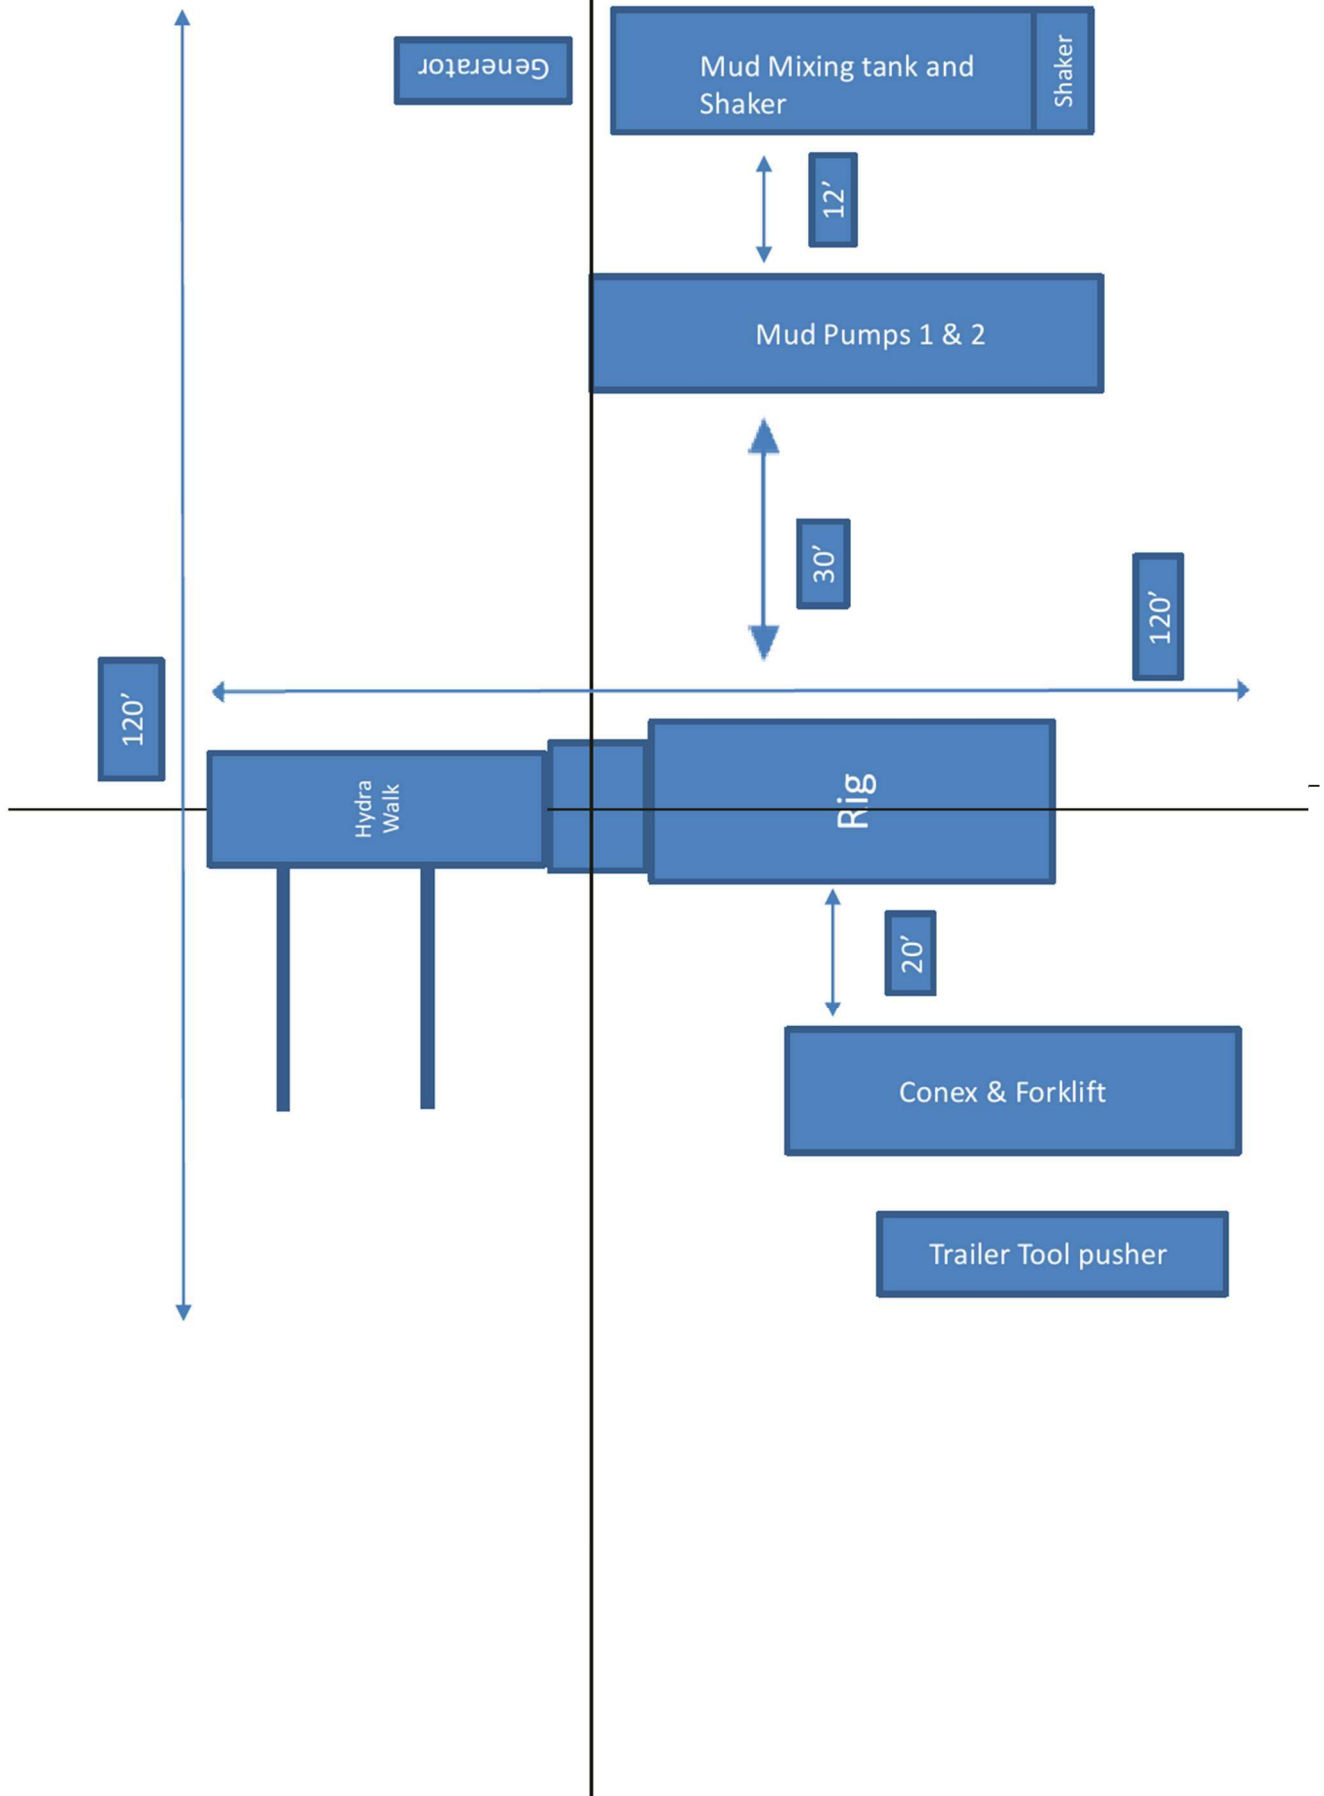 Generator
Mud Mixing tank and
Shaker
Shaker
12’
Mud Pumps 1 & 2
30’
120’
120’
Hydra
Walk
Rig
20’
Conex & Forklift
Trailer Tool pusher